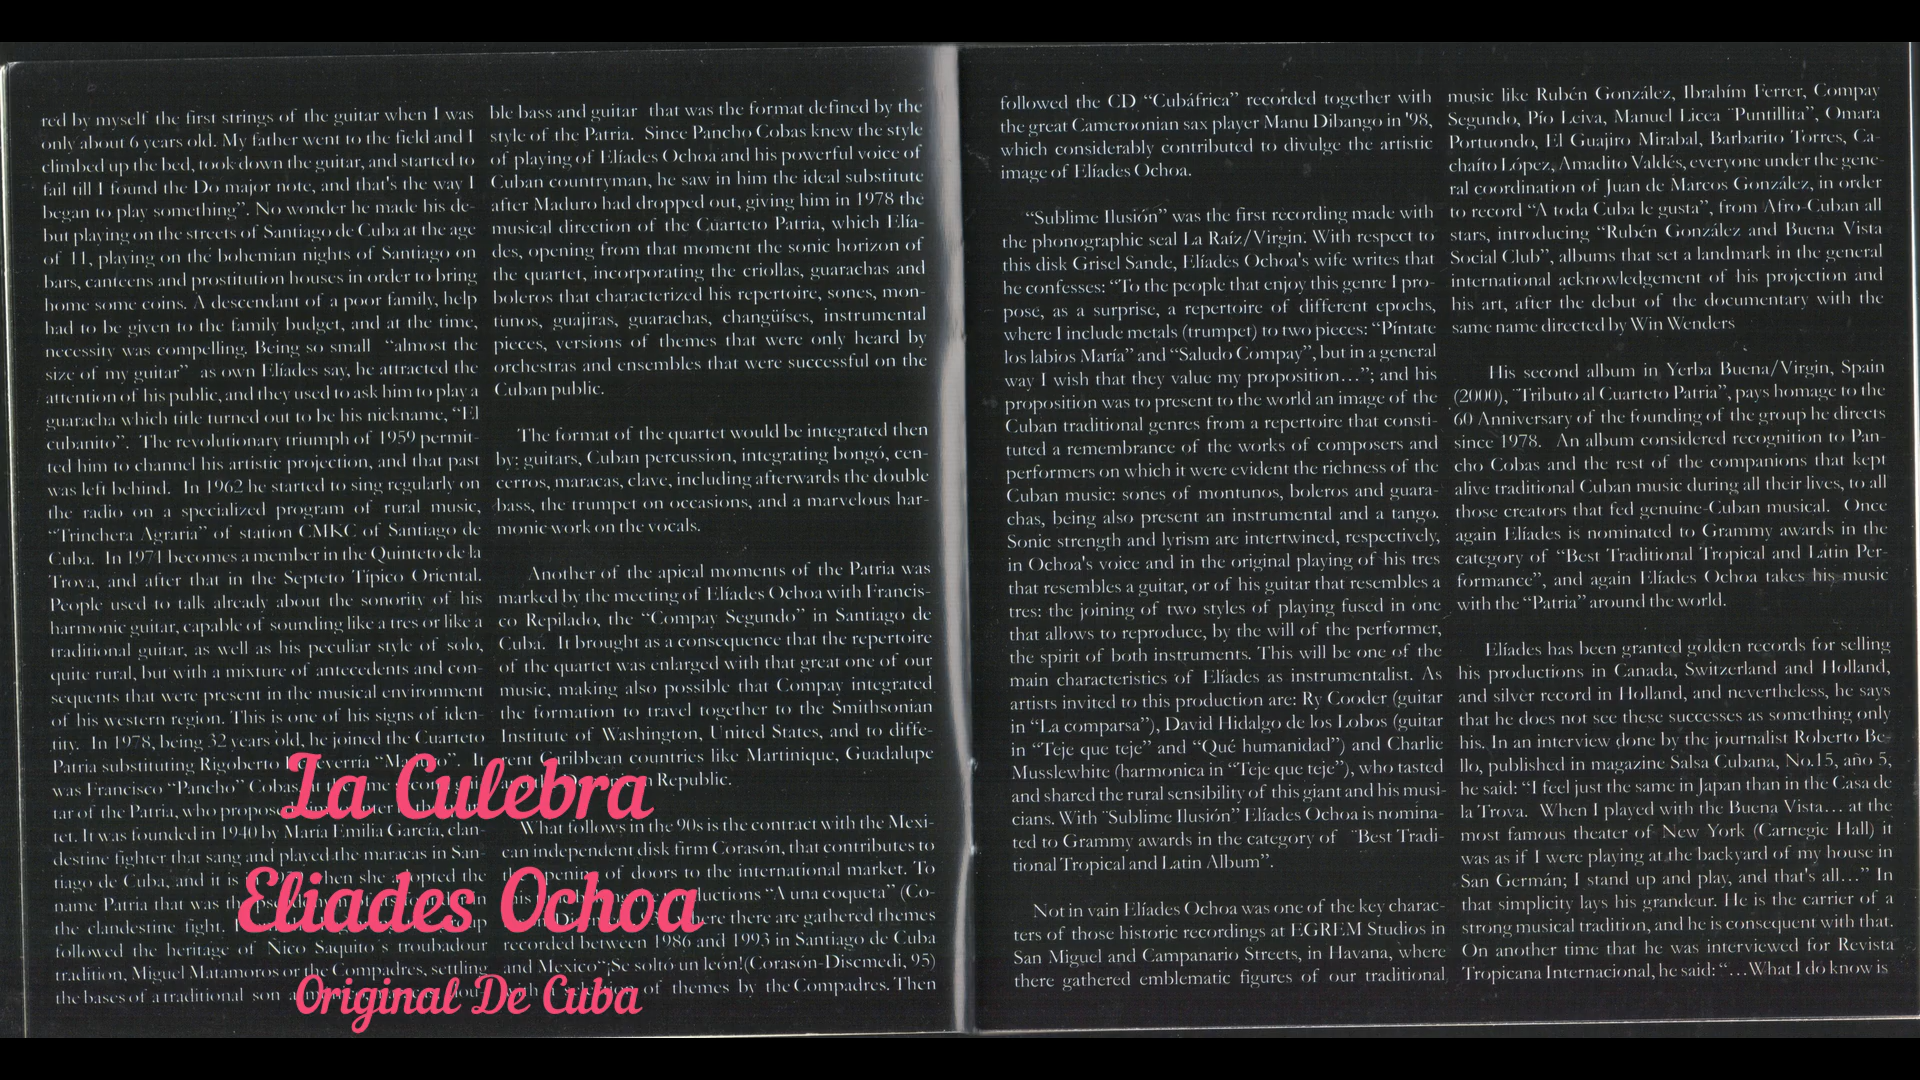 red by myself the first strings of the guitar when I was
only about 6 years old. My father went to the field and I
climbed up the bed, took down the guitar, and started to
fail till I found the Do major note, and that's the way I
began to play something”. No wonder he made his de-
but playing on the streets of Santiago de Cuba at the age
of 11, playing on the bohemian nights of Santiago on
bars, canteens and prostitution houses in order to bring
home some coins. A descendant of a poor family, help
had to be given to the family budget, and at the time,
necessity was compelling. Being so small “almost the
size of my guitar” as own Elíades say, he attracted the
attention of his public, and they used to ask him to play a
guaracha which title turned out to be his nickname, “El
cubanito”. The revolutionary triumph of 1959 permit-
ted him to channel his artistic projection, and that past
was left behind. In 1962 he started to sing regularly on
the radio on a specialized program of rural music,
“Trinchera Agraria” of station CMKC of Santiago de
Cuba. In 1971 becomes a member in the Quinteto de la
Trova, and after that in the Septeto Típico Oriental.
People used to talk already about the sonority of his
harmonic guitar, capable of sounding like a tres or like a
traditional guitar, as well as his peculiar style of solo,
quite rural, but with a mixture of antecedents and con-
sequents that were present in the musical environment
of his western region. This is one of his signs of iden-
tity. In 1978, being 32 years old, he joined the Cuarteto
Patria substituting Rigoberto It
was Francisco “Pancho” Cobas,
tar of the Patria, who
tet. It was founded in 1940 by María Emilia García, clan-
destine fighter that sang and played the maracas in San-
tiago de Cuba, and it is when she adopted the
name Patria that was the
the clandestine fight.
followed the heritage of Ñico Saquito´s troubadour
tradition, Miguel Matamoros or the Compadres, settling
the bases of a traditional son
ble bass and guitar that was the format defined by the
style of the Patria. Since Pancho Cobas knew the style
of playing of Elíades Ochoa and his powerful voice of
Cuban countryman, he saw in him the ideal substitute
after Maduro had dropped out, giving him in 1978 the
musical direction of the Cuarteto Patria, which Elía-
des, opening from that moment the sonic horizon of
the quartet, incorporating the criollas, guarachas and
boleros that characterized his repertoire, sones, mon-
tunos, guajiras, guarachas, changüíses, instrumental
pieces, versions of themes that were only heard by
orchestras and ensembles that were successful on the
Cuban public.
The format of the quartet would be integrated then
by: guitars, Cuban percussion, integrating bongó, cen-
cerros, maracas, clave, including afterwards the double
bass, the trumpet on occasions, and a marvelous har-
monic work on the vocals.
Another of the apical moments of the Patria was
marked by the meeting of Elíades Ochoa with Francis-
co Repilado, the “Compay Segundo” in Santiago de
Cuba. It brought as a consequence that the repertoire
of the quartet was enlarged with that great one of our
music, making also possible that Compay integrated
the formation to travel together to the Smithsonian
Institute of Washington, United States, and to diffe-
rent Caribbean countries like Martinique, Guadalupe
Republic.
What follows in the 90s is the contract with the Mexi-
can independent disk firm Corasón, that contributes to
the opening of doors to the international market. To
“A una coqueta” (Co-
where there are gathered themes
recorded between 1986 and 1993 in Santiago de Cuba
and Mexico”¡Se soltó un león!(Corasón-Discmedi, 95)
of themes by the Compadres. Then
La Culebra
Eliades Ochoa
Original De Cuba
followed the CD “Cubáfrica” recorded together with
the great Cameroonian sax player Manu Dibango in '98,
which considerably contributed to divulge the artistic
image of Elíades Ochoa.
“Sublime Ilusión” was the first recording made with
the phonographic seal La Raíz/Virgin. With respect to
this disk Grisel Sande, Elíades Ochoa's wife writes that
he confesses: “To the people that enjoy this genre I pro-
pose, as a surprise, a repertoire of different epochs,
where I include metals (trumpet) to two pieces: “Píntate
los labios María” and “Saludo Compay”, but in a general
way I wish that they value my proposition…”; and his
proposition was to present to the world an image of the
Cuban traditional genres from a repertoire that consti-
tuted a remembrance of the works of composers and
performers on which it were evident the richness of the
Cuban music: sones of montunos, boleros and guara-
chas, being also present an instrumental and a tango.
Sonic strength and lyrism are intertwined, respectively,
in Ochoa's voice and in the original playing of his tres
that resembles a guitar, or of his guitar that resembles a
tres: the joining of two styles of playing fused in one
that allows to reproduce, by the will of the performer,
the spirit of both instruments. This will be one of the
main characteristics of Elíades as instrumentalist. As
artists invited to this production are: Ry Cooder (guitar
in “La comparsa”), David Hidalgo de los Lobos (guitar
in “Teje que teje” and “Qué humanidad”) and Charlie
Musslewhite (harmonica in “Teje que teje”), who tasted
and shared the rural sensibility of this giant and his musi-
cians. With ¨Sublime Ilusión” Elíades Ochoa is nomina-
ted to Grammy awards in the category of ¨Best Tradi-
tional Tropical and Latin Album”.
Not in vain Elíades Ochoa was one of the key charac-
ters of those historic recordings at EGREM Studios in
San Miguel and Campanario Streets, in Havana, where
there gathered emblematic figures of our traditional
music like Rubén González, Ibrahím Ferrer, Compay
Segundo, Pío Leiva, Manuel Licea ¨Puntillita”, Omara
Portuondo, El Guajiro Mirabal, Barbarito Torres, Ca-
chaíto López, Amadito Valdés, everyone under the gene-
ral coordination of Juan de Marcos González, in order
to record “A toda Cuba le gusta”, from Afro-Cuban all
stars, introducing “Rubén González and Buena Vista
Social Club”, albums that set a landmark in the general
international acknowledgement of his projection and
his art, after the debut of the documentary with the
same name directed by Win Wenders
His second album in Yerba Buena/Virgin, Spain
(2000), ¨Tributo al Cuarteto Patria”, pays homage to the
60 Anniversary of the founding of the group he directs
since 1978. An album considered recognition to Pan-
cho Cobas and the rest of the companions that kept
alive traditional Cuban music during all their lives, to all
those creators that fed genuine-Cuban musical. Once
again Elíades is nominated to Grammy awards in the
category of “Best Traditional Tropical and Latin Per-
formance”, and again Elíades Ochoa takes his music
with the “Patria” around the world.
Elíades has been granted golden records for selling
his productions in Canada, Switzerland and Holland,
and silver record in Holland, and nevertheless, he says
that he does not see these successes as something only
his. In an interview done by the journalist Roberto Be-
llo, published in magazine Salsa Cubana, No.15, año 5,
he said: “I feel just the same in Japan than in the Casa de
la Trova. When I played with the Buena Vista… at the
most famous theater of New York (Carnegie Hall) it
was as if I were playing at the backyard of my house in
San Germán; I stand up and play, and that's all…” In
that simplicity lays his grandeur. He is the carrier of a
strong musical tradition, and he is consequent with that.
On another time that he was interviewed for Revista
Tropicana Internacional, he said: “…What I do know is